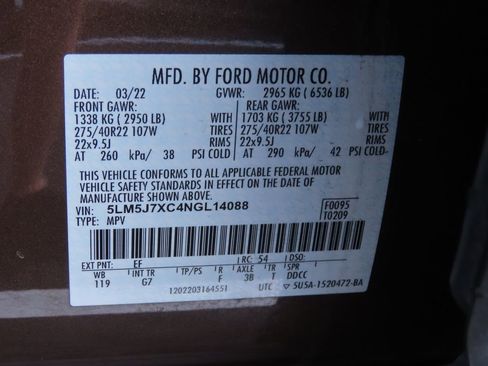 MFD. BY FORD MOTOR CO.
DATE: 03/22 GVWR: 2965 KG ( 6536 LB)
FRONT GAWR: REAR GAWR:
1338 KG ( 2950 LB) WITH 1703 KG ( 3755 LB) WITH
275/40R22 107W TIRES 275/40R22 107W TIRES
22x9.5J RIMS 22x9.5J RIMS
AT 260 kPa/ 38 PSI COLD AT 290 kPa/ 42 PSI COLD
THIS VEHICLE CONFORMS TO ALL APPLICABLE FEDERAL MOTOR
VEHICLE SAFETY STANDARDS IN EFFECT ON THE DATE OF
MANUFACTURE SHOWN ABOVE.
VIN: 5LM5J7XC4NGL14088 F0095
TYPE: MPV T0209
EXT PNT: EF RC: 54 DSO:
WB INT TR TP/PS R AXLE TR SPR
119 G7 F 3B T DDCC
1202203164551 UTC ▽ 5U5A-1520472-BA